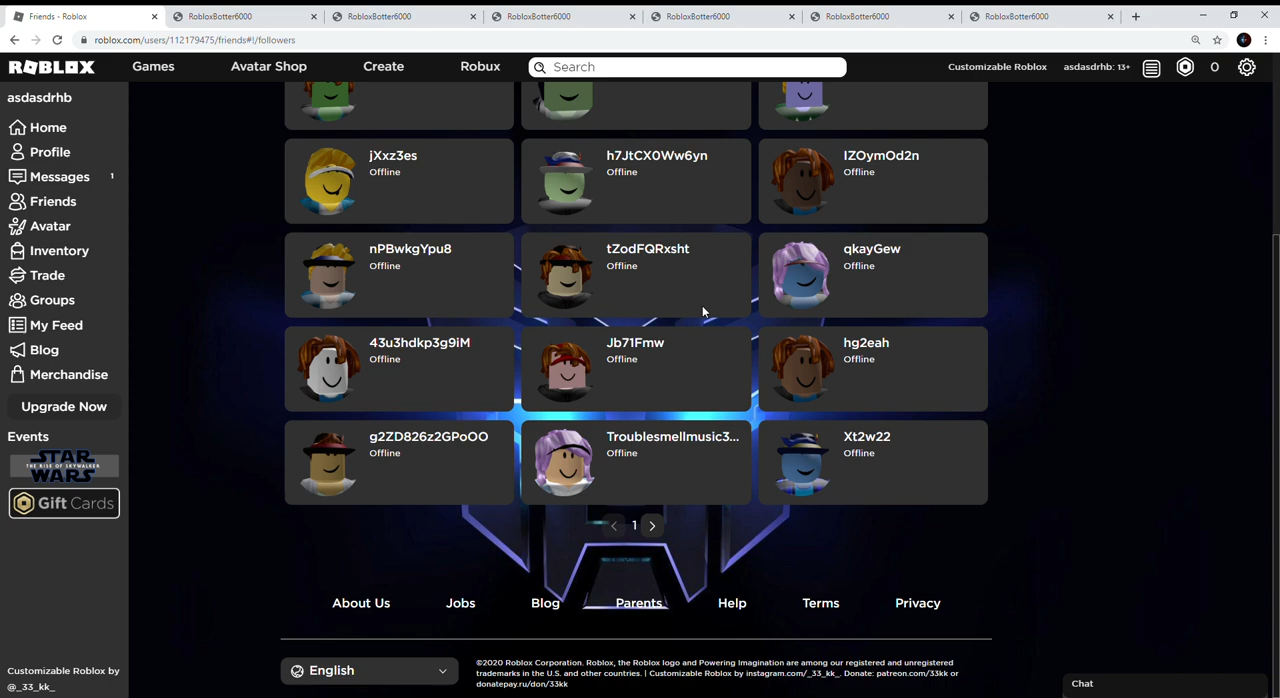 Friends - Roblox
RobloxBotter6000
RobloxBotter6000
RobloxBotter6000
RobloxBotter6000
RobloxBotter6000
RobloxBotter6000
roblox.com/users/112179475/friends#!/followers
ROBLOX
Games
Avatar Shop
Create
Robux
Search
Customizable Roblox
asdasdrhb: 13+
0
asdasdrhb
Home
Profile
Messages 1
Friends
Avatar
Inventory
Trade
Groups
My Feed
Blog
Merchandise
Upgrade Now
Events
STAR WARS
THE RISE OF SKYWALKER
Gift Cards
Customizable Roblox by
@_33_kk_
jXxz3es
Offline
h7JtCX0Ww6yn
Offline
IZOymOd2n
Offline
nPBwkgYpu8
Offline
tZodFQRxsht
Offline
qkayGew
Offline
43u3hdkp3g9iM
Offline
Jb71Fmw
Offline
hg2eah
Offline
g2ZD826z2GPoOO
Offline
Troublesmellmusic3...
Offline
Xt2w22
Offline
1
About Us
Jobs
Blog
Parents
Help
Terms
Privacy
English
©2020 Roblox Corporation. Roblox, the Roblox logo and Powering Imagination are among our registered and unregistered
trademarks in the U.S. and other countries. | Customizable Roblox by instagram.com/_33_kk_. Donate: patreon.com/33kk or
donatepay.ru/don/33kk
Chat